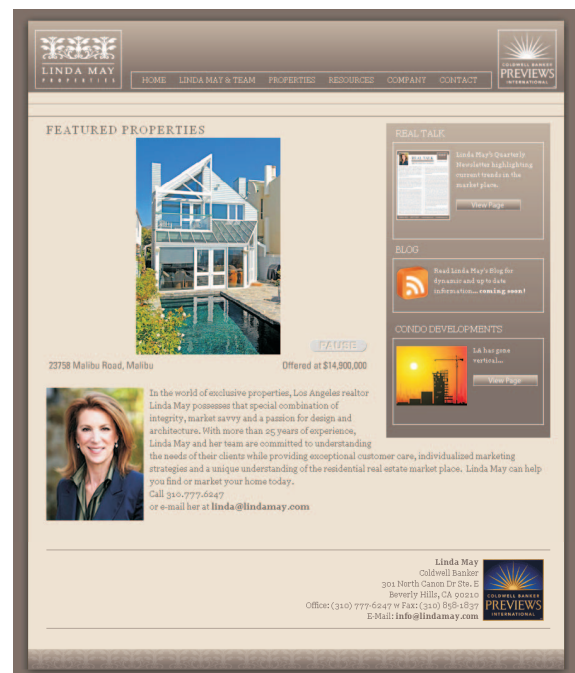 LINDA MAY
PROPERTIES
HOME LINDA MAY & TEAM PROPERTIES RESOURCES COMPANY CONTACT
COLDWELL BANKER
PREVIEWS
INTERNATIONAL
FEATURED PROPERTIES
PAUSE
23758 Malibu Road, Malibu Offered at $14,900,000
REAL TALK
REAL TALK
Linda May's Quarterly
Newsletter highlighting
current trends in the
market place.
View Page
BLOG
Read Linda May's Blog for
dynamic and up to date
information... coming soon!
CONDO DEVELOPMENTS
LA has gone
vertical...
View Page
In the world of exclusive properties, Los Angeles realtor
Linda May possesses that special combination of
integrity, market savvy and a passion for design and
architecture. With more than 25 years of experience,
Linda May and her team are committed to understanding
the needs of their clients while providing exceptional customer care, individualized marketing
strategies and a unique understanding of the residential real estate market place. Linda May can help
you find or market your home today.
Call 310.777.6247
or e-mail her at linda@lindamay.com
Linda May
Coldwell Banker
301 North Canon Dr Ste. E
Beverly Hills, CA 90210
Office: (310) 777-6247 w Fax: (310) 858-1837
E-Mail: info@lindamay.com
COLDWELL BANKER
PREVIEWS
INTERNATIONAL